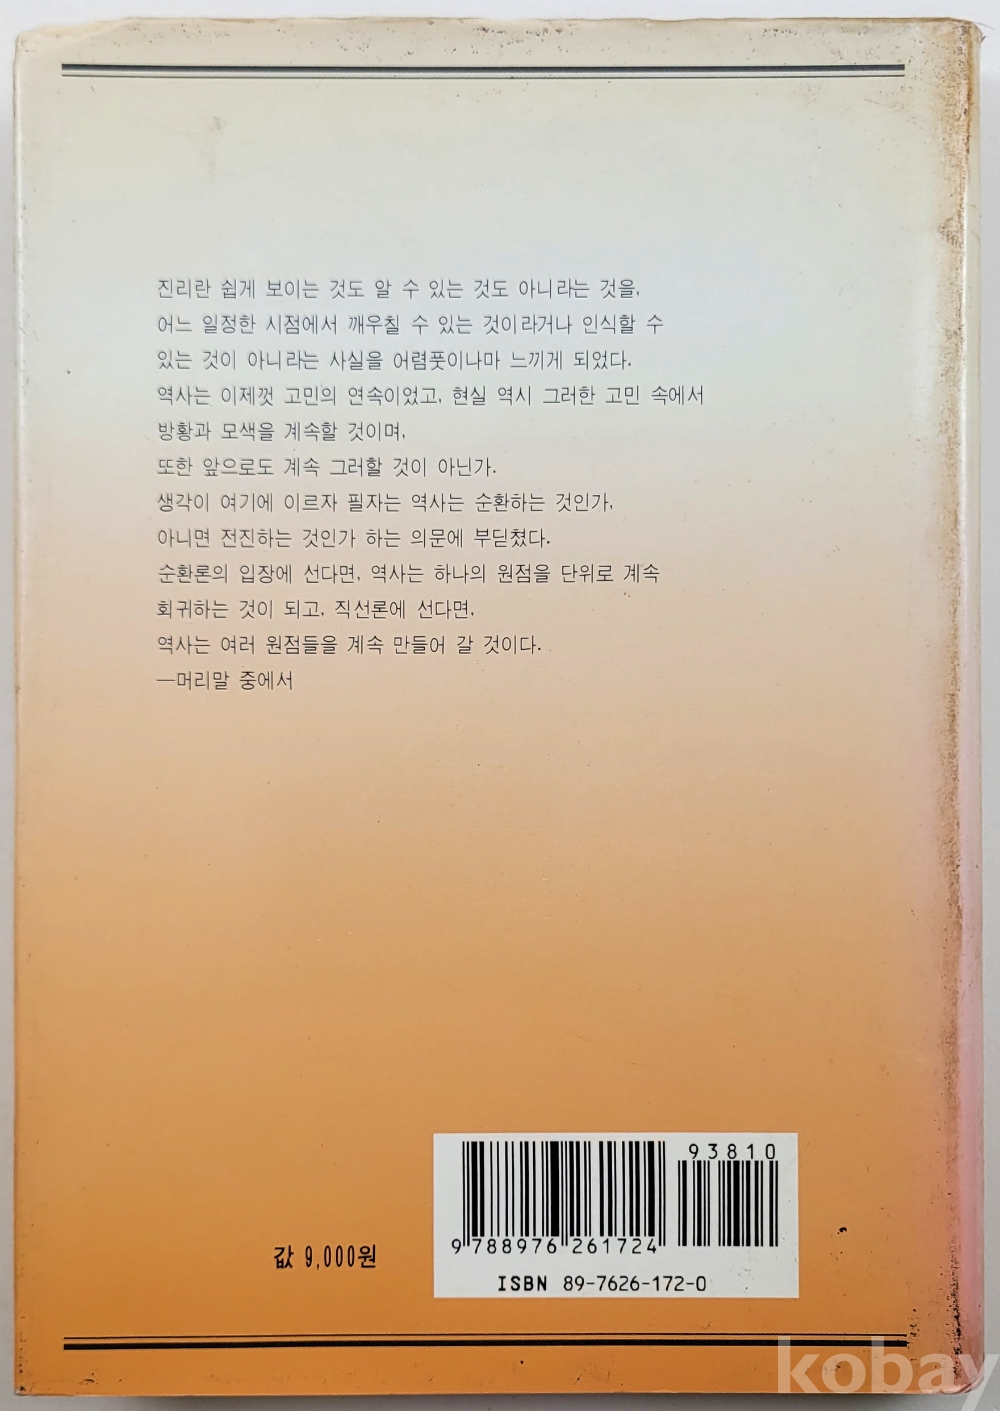 진리란 쉽게 보이는 것도 알 수 있는 것도 아니라는 것을,
어느 일정한 시점에서 깨우칠 수 있는 것이라거나 인식할 수
있는 것이 아니라는 사실을 어렴풋이나마 느끼게 되었다.
역사는 이제껏 고민의 연속이었고, 현실 역시 그러한 고민 속에서
방황과 모색을 계속할 것이며,
또한 앞으로도 계속 그러할 것이 아닌가.
생각이 여기에 이르자 필자는 역사는 순환하는 것인가,
아니면 전진하는 것인가 하는 의문에 부딛쳤다.
순환론의 입장에 선다면, 역사는 하나의 원점을 단위로 계속
회귀하는 것이 되고, 직선론에 선다면,
역사는 여러 원점들을 계속 만들어 갈 것이다.
—머리말 중에서
93810
9 788976 261724
값 9,000원
ISBN 89-7626-172-0
kobay